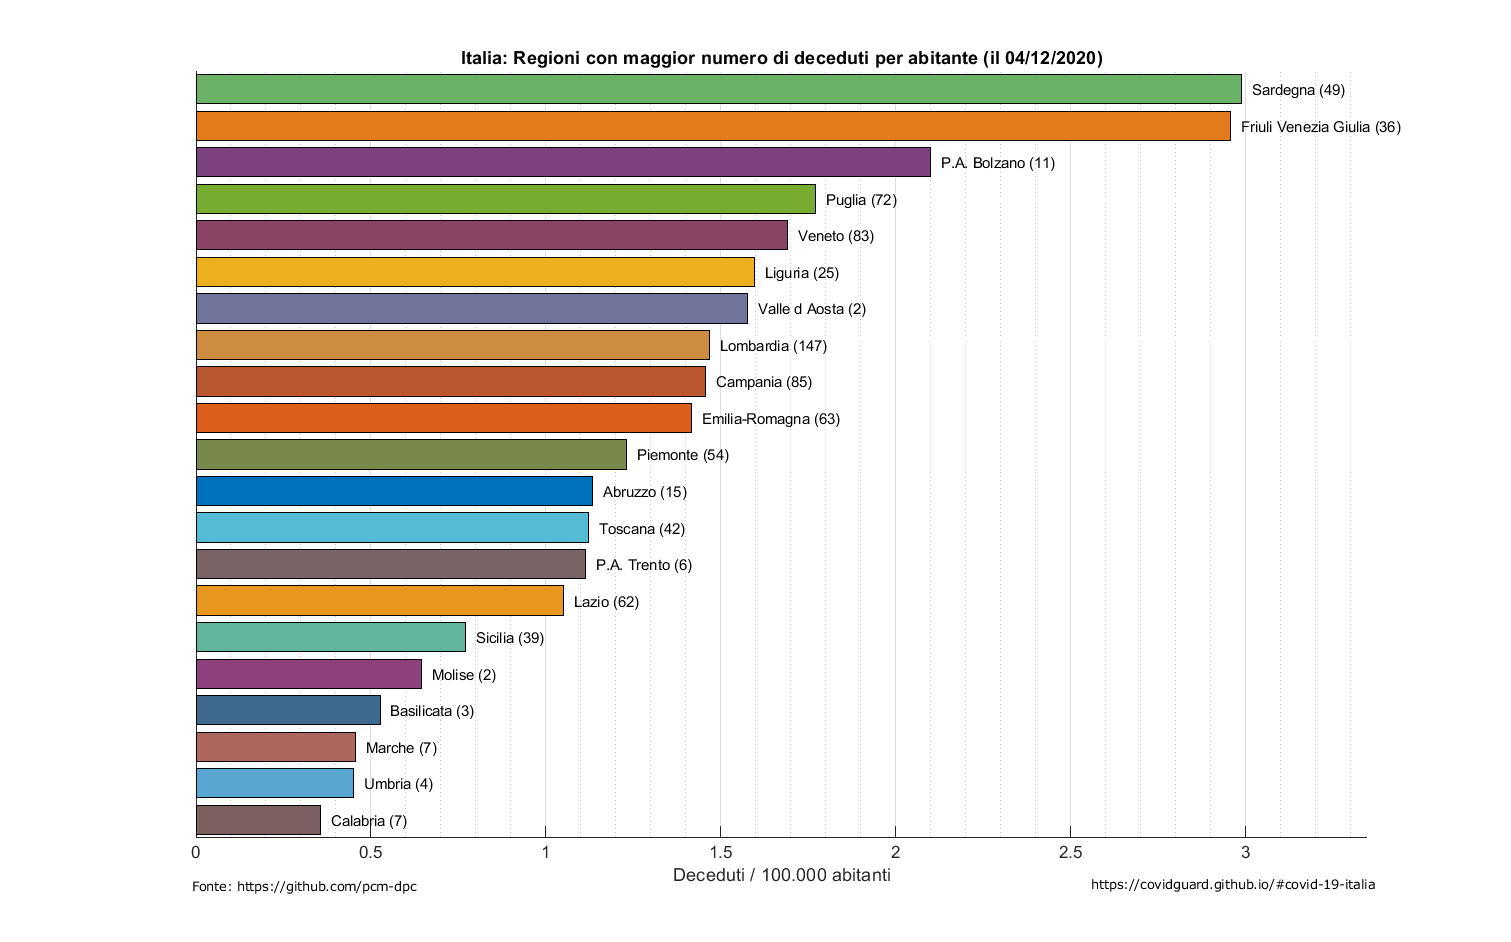 Italia: Regioni con maggior numero di deceduti per abitante (il 04/12/2020)
Sardegna (49)
Friuli Venezia Giulia (36)
P.A. Bolzano (11)
Puglia (72)
Veneto (83)
Liguria (25)
Valle d Aosta (2)
Lombardia (147)
Campania (85)
Emilia-Romagna (63)
Piemonte (54)
Abruzzo (15)
Toscana (42)
P.A. Trento (6)
Lazio (62)
Sicilia (39)
Molise (2)
Basilicata (3)
Marche (7)
Umbria (4)
Calabria (7)
0 0.5 1 1.5 2 2.5 3
Deceduti / 100.000 abitanti
Fonte: https://github.com/pcm-dpc
https://covidguard.github.io/#covid-19-italia